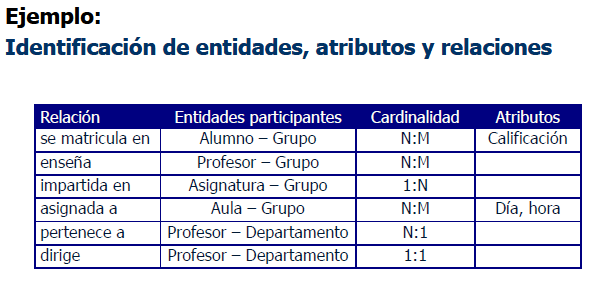 Ejemplo:
Identificación de entidades, atributos y relaciones
Relación Entidades participantes Cardinalidad Atributos
se matricula en Alumno – Grupo N:M Calificación
enseña Profesor – Grupo N:M
impartida en Asignatura – Grupo 1:N
asignada a Aula – Grupo N:M Día, hora
pertenece a Profesor – Departamento N:1
dirige Profesor – Departamento 1:1